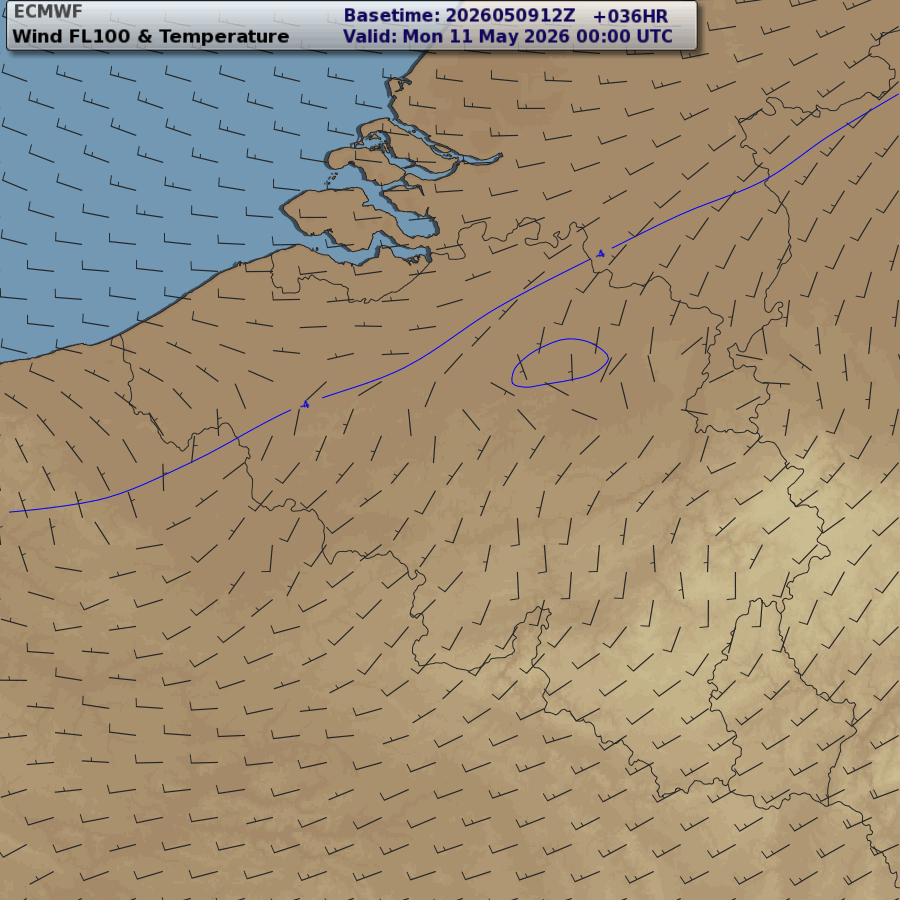 ECMWF
Basetime: 2026050912Z +036HR
Wind FL100 & Temperature
Valid: Mon 11 May 2026 00:00 UTC